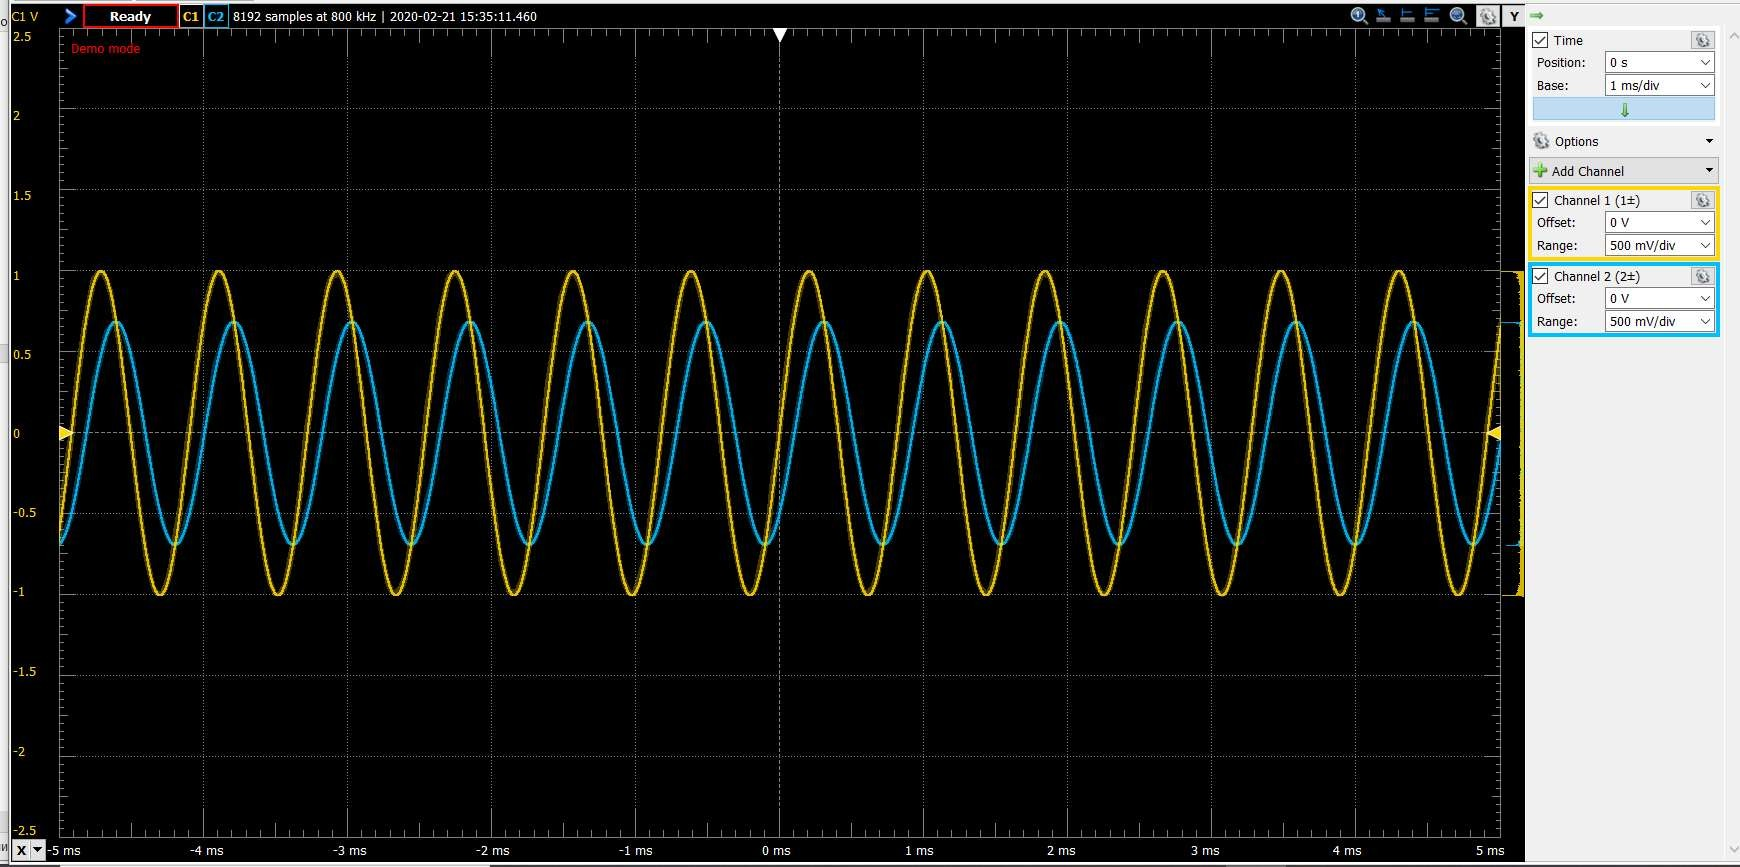 C1 V
Ready C1 C2 8192 samples at 800 kHz | 2020-02-21 15:35:11.460
Y
Demo mode
2.5
2
1.5
1
0.5
0
-0.5
-1
-1.5
-2
-2.5
X
-5 ms -4 ms -3 ms -2 ms -1 ms 0 ms 1 ms 2 ms 3 ms 4 ms 5 ms
Time
Position: 0 s
Base: 1 ms/div
Options
Add Channel
Channel 1 (1±)
Offset: 0 V
Range: 500 mV/div
Channel 2 (2±)
Offset: 0 V
Range: 500 mV/div